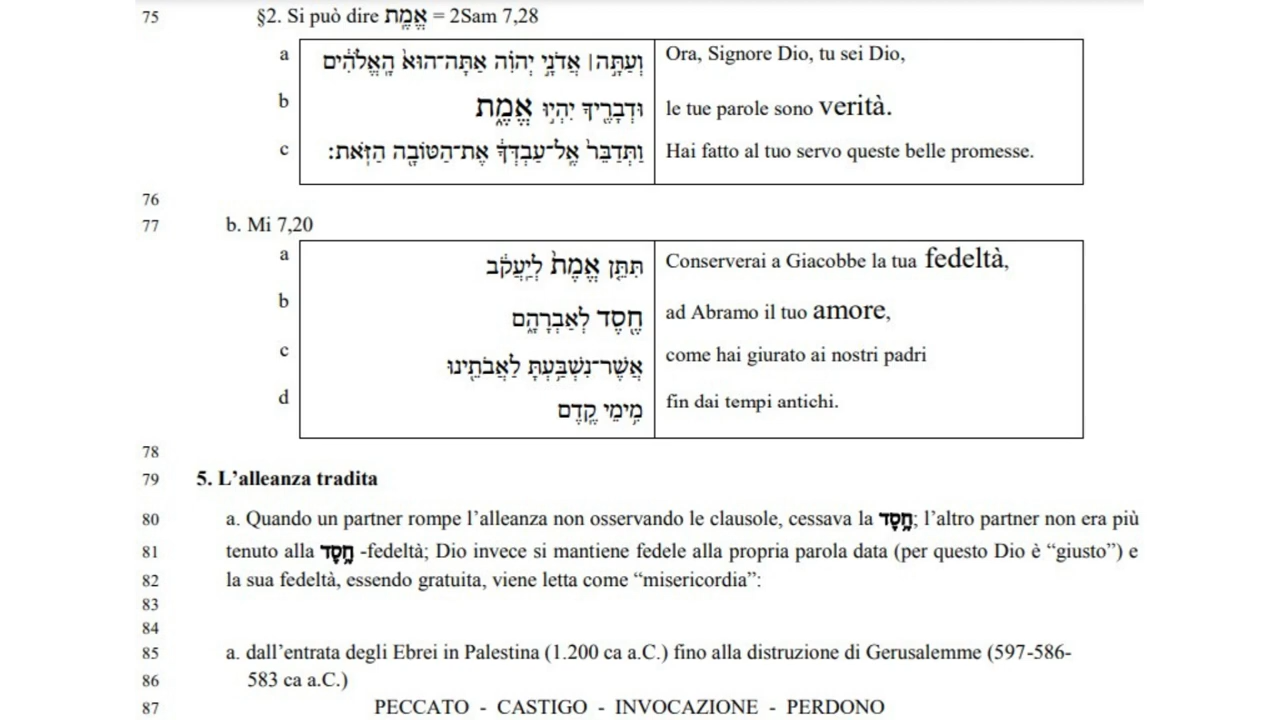 75 §2. Si può dire אֱמֶ֑ת = 2Sam 7,28
a וְעַתָּ֣ה׀ אֲדֹנָ֣י יְהוִ֗ה אַתָּה־הוּא֙ הָֽאֱלֹהִ֔ים Ora, Signore Dio, tu sei Dio,
b וּדְבָרֶ֖יךָ יִהְי֣וּ אֱמֶ֑ת le tue parole sono verità.
c וַתְּדַבֵּר֙ אֶֽל־עַבְדְּךָ֔ אֶת־הַטּוֹבָ֖ה הַזֹּֽאת׃ Hai fatto al tuo servo queste belle promesse.
76
77 b. Mi 7,20
a תִּתֵּ֤ן אֱמֶת֙ לְיַֽעֲקֹ֔ב Conserverai a Giacobbe la tua fedeltà,
b חֶ֖סֶד לְאַבְרָהָ֑ם ad Abramo il tuo amore,
c אֲשֶׁר־נִשְׁבַּ֥עְתָּ לַאֲבֹתֵ֖ינוּ come hai giurato ai nostri padri
d מִ֥ימֵי קֶֽדֶם fin dai tempi antichi.
78
79 5. L’alleanza tradita
80 a. Quando un partner rompe l’alleanza non osservando le clausole, cessava la חָ֑סֶד; l’altro partner non era più
81 tenuto alla חָ֑סֶד -fedeltà; Dio invece si mantiene fedele alla propria parola data (per questo Dio è “giusto”) e
82 la sua fedeltà, essendo gratuita, viene letta come “misericordia”:
83
84
85 a. dall’entrata degli Ebrei in Palestina (1.200 ca a.C.) fino alla distruzione di Gerusalemme (597-586-
86 583 ca a.C.)
87 PECCATO - CASTIGO - INVOCAZIONE - PERDONO